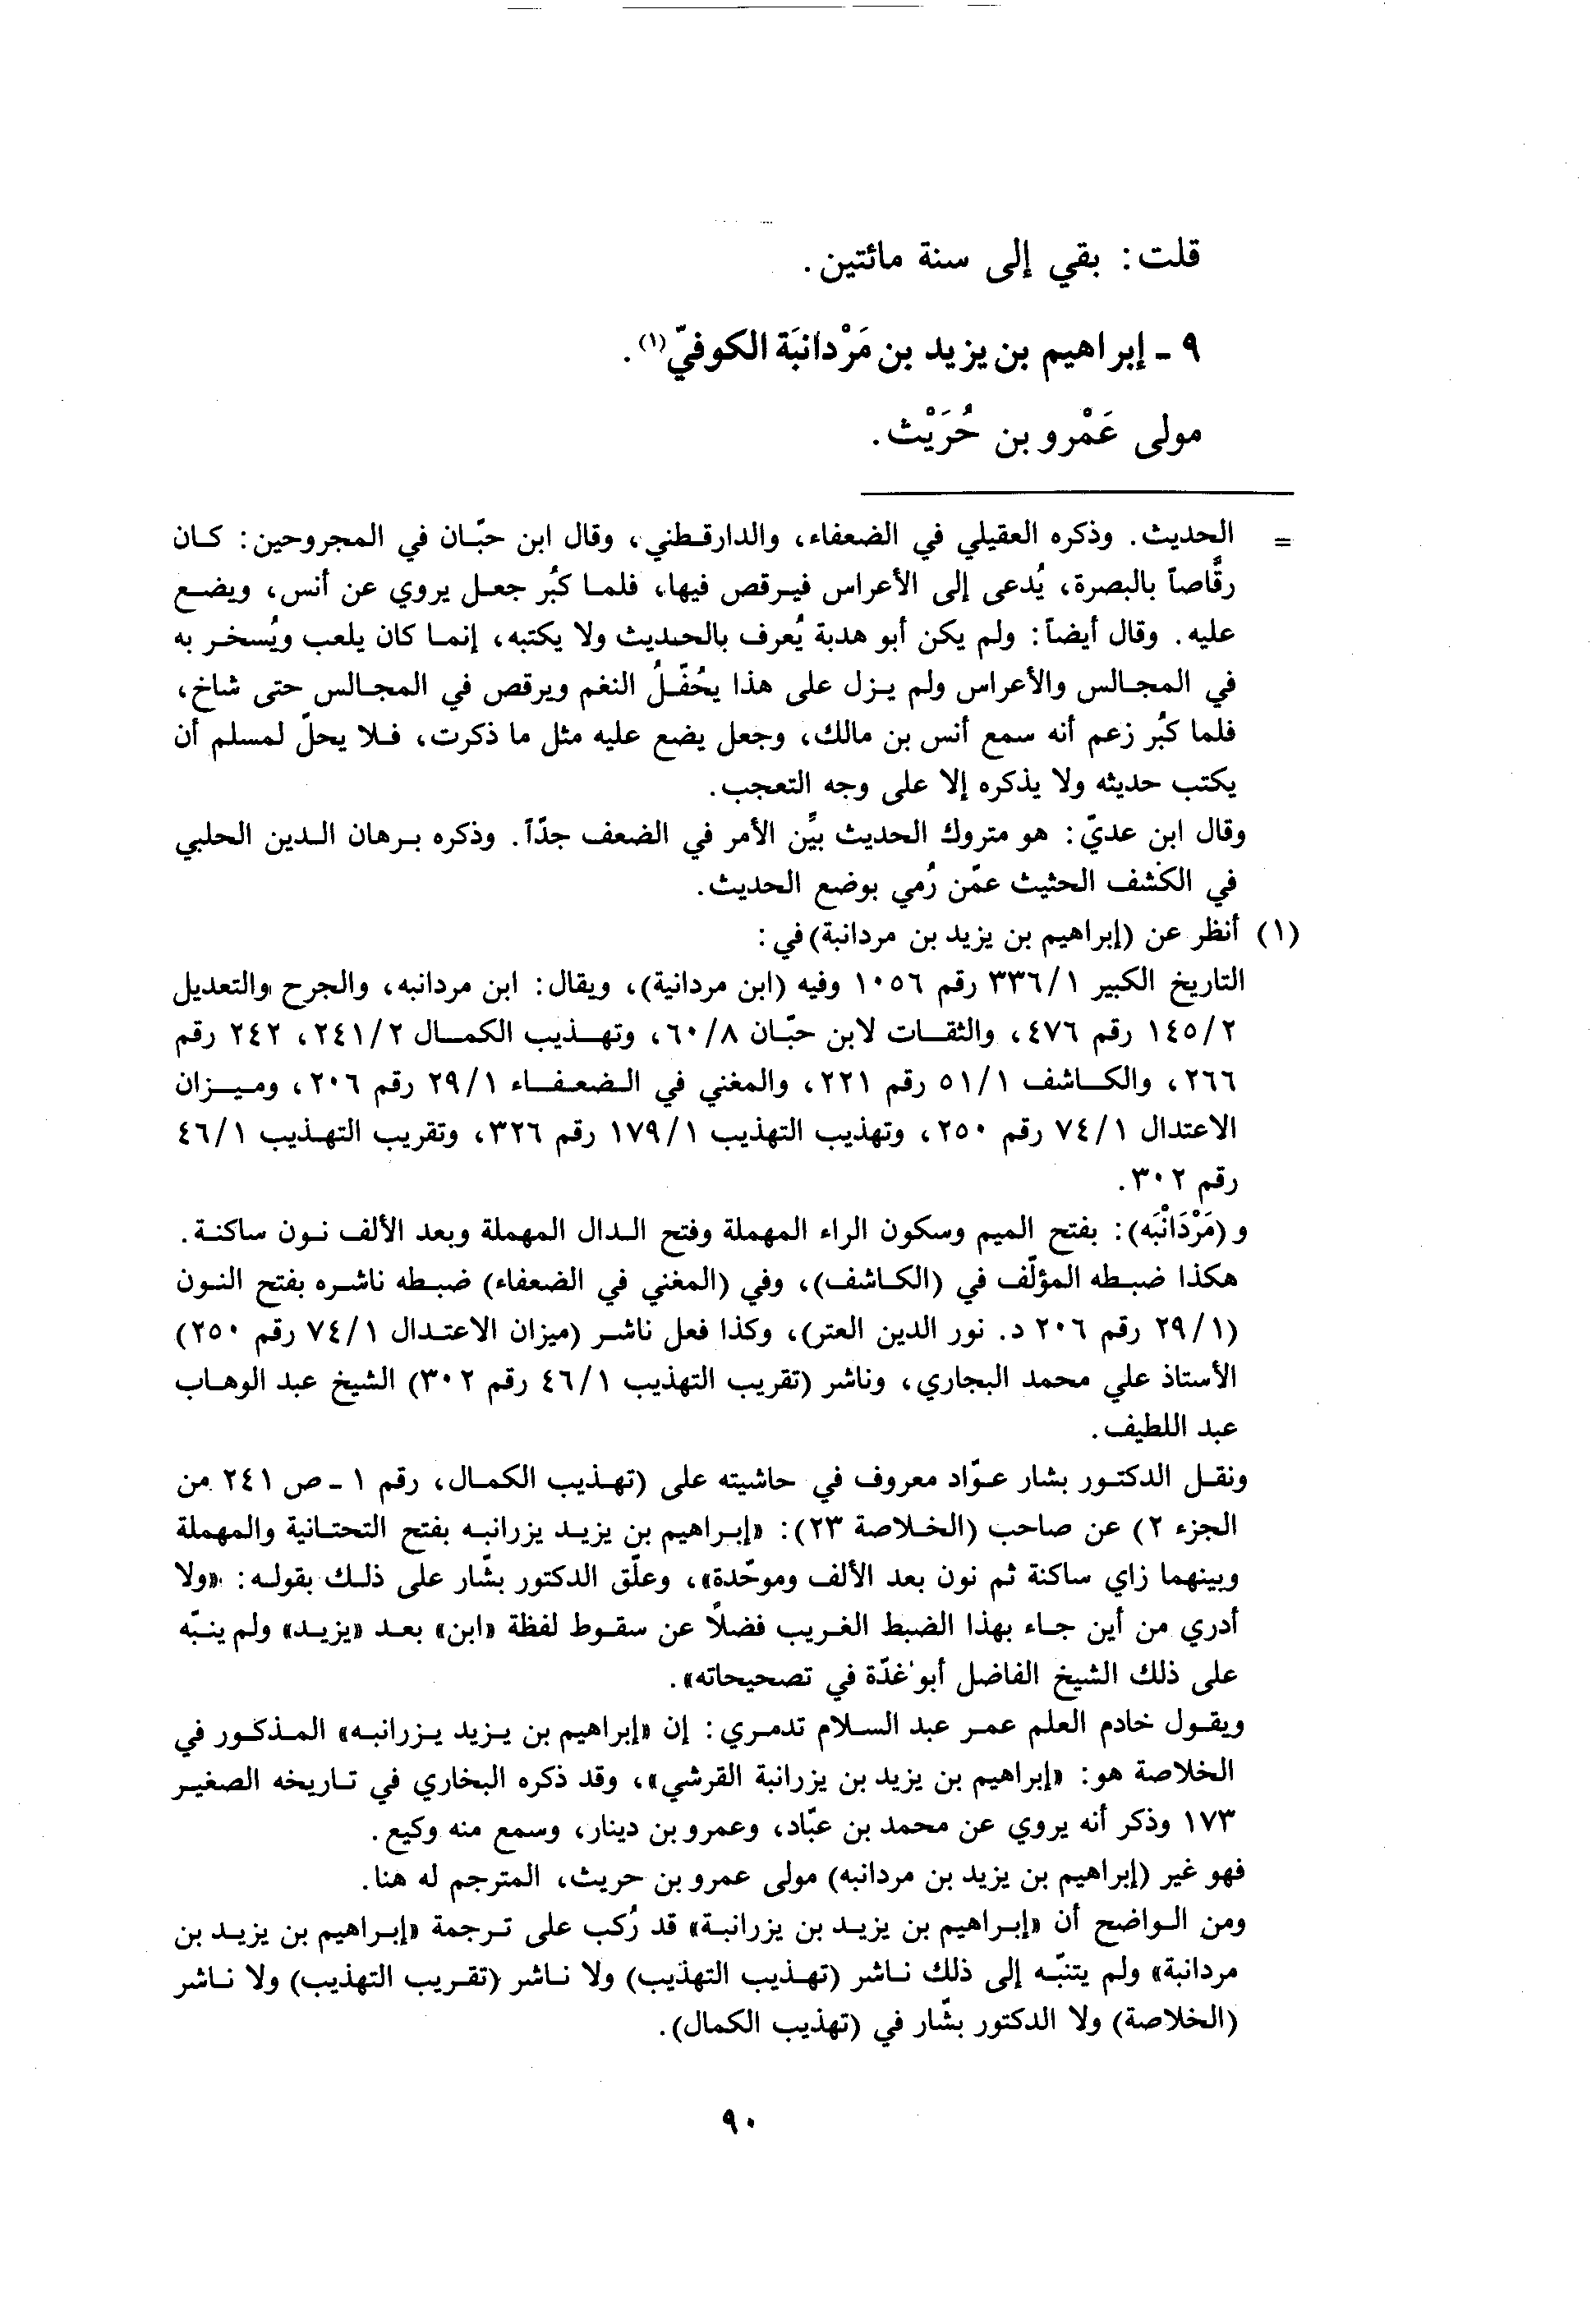 قلت: بقي إلى سنة مائتين.
٩ - إبراهيم بن يزيد بن مَرْدانبَة الكوفيّ(١).
مولى عَمْرو بن حُرَيْث.
= الحديث. وذكره العقيلي في الضعفاء، والدارقطني، وقال ابن حبّان في المجروحين: كان
رقّاصاً بالبصرة، يُدعى إلى الأعراس فيرقص فيها، فلما كبُر جعل يروي عن أنس، ويضع
عليه. وقال أيضاً: ولم يكن أبو هدبة يُعرف بالحديث ولا يكتبه، إنما كان يلعب ويُسخر به
في المجالس والأعراس ولم يزل على هذا يحُفّلُ النغم ويرقص في المجالس حتى شاخ،
فلما كبُر زعم أنه سمع أنس بن مالك، وجعل يضع عليه مثل ما ذكرت، فلا يحلّ لمسلم أن
يكتب حديثه ولا يذكره إلا على وجه التعجب.
وقال ابن عديّ: هو متروك الحديث بيِّن الأمر في الضعف جدّاً. وذكره برهان الدين الحلبي
في الكشف الحثيث عمّن رُمي بوضع الحديث.
(١) أنظر عن (إبراهيم بن يزيد بن مردانبة) في:
التاريخ الكبير ٣٣٦/١ رقم ١٠٥٦ وفيه (ابن مردانية)، ويقال: ابن مردانبه، والجرح والتعديل
١٤٥/٢ رقم ٤٧٦، والثقات لابن حبّان ٦٠/٨، وتهذيب الكمال ٢٤١/٢، ٢٤٢ رقم
٢٦٦، والكاشف ٥١/١ رقم ٢٢١، والمغني في الضعفاء ٢٩/١ رقم ٢٠٦، وميزان
الاعتدال ٧٤/١ رقم ٢٥٠، وتهذيب التهذيب ١٧٩/١ رقم ٣٢٦، وتقريب التهذيب ٤٦/١
رقم ٣٠٢.
و(مَرْدَانْبَه): بفتح الميم وسكون الراء المهملة وفتح الدال المهملة وبعد الألف نون ساكنة.
هكذا ضبطه المؤلّف في (الكاشف)، وفي (المغني في الضعفاء) ضبطه ناشره بفتح النون
(٢٩/١ رقم ٢٠٦ د. نور الدين العتر)، وكذا فعل ناشر (ميزان الاعتدال ٧٤/١ رقم ٢٥٠)
الأستاذ علي محمد البجاري، وناشر (تقريب التهذيب ٤٦/١ رقم ٣٠٢) الشيخ عبد الوهاب
عبد اللطيف.
ونقل الدكتور بشار عوّاد معروف في حاشيته على (تهذيب الكمال، رقم ١ - ص ٢٤١ من
الجزء ٢) عن صاحب (الخلاصة ٢٣): «إبراهيم بن يزيد يزرانبه بفتح التحتانية والمهملة
وبينهما زاي ساكنة ثم نون بعد الألف وموحّدة»، وعلّق الدكتور بشّار على ذلك بقوله: «ولا
أدري من أين جاء بهذا الضبط الغريب فضلاً عن سقوط لفظة «ابن» بعد «يزيد» ولم ينبّه
على ذلك الشيخ الفاضل أبو غدّة في تصحيحاته».
ويقول خادم العلم عمر عبد السلام تدمري: إن «إبراهيم بن يزيد يزرانبه» المذكور في
الخلاصة هو: «إبراهيم بن يزيد بن يزرانبة القرشي»، وقد ذكره البخاري في تاريخه الصغير
١٧٣ وذكر أنه يروي عن محمد بن عبّاد، وعمرو بن دينار، وسمع منه وكيع.
فهو غير (إبراهيم بن يزيد بن مردانبه) مولى عمرو بن حريث، المترجم له هنا.
ومن الواضح أن «إبراهيم بن يزيد بن يزرانبة» قد رُكب على ترجمة «إبراهيم بن يزيد بن
مردانبة» ولم يتنبّه إلى ذلك ناشر (تهذيب التهذيب) ولا ناشر (تقريب التهذيب) ولا ناشر
(الخلاصة) ولا الدكتور بشّار في (تهذيب الكمال).
٩٠